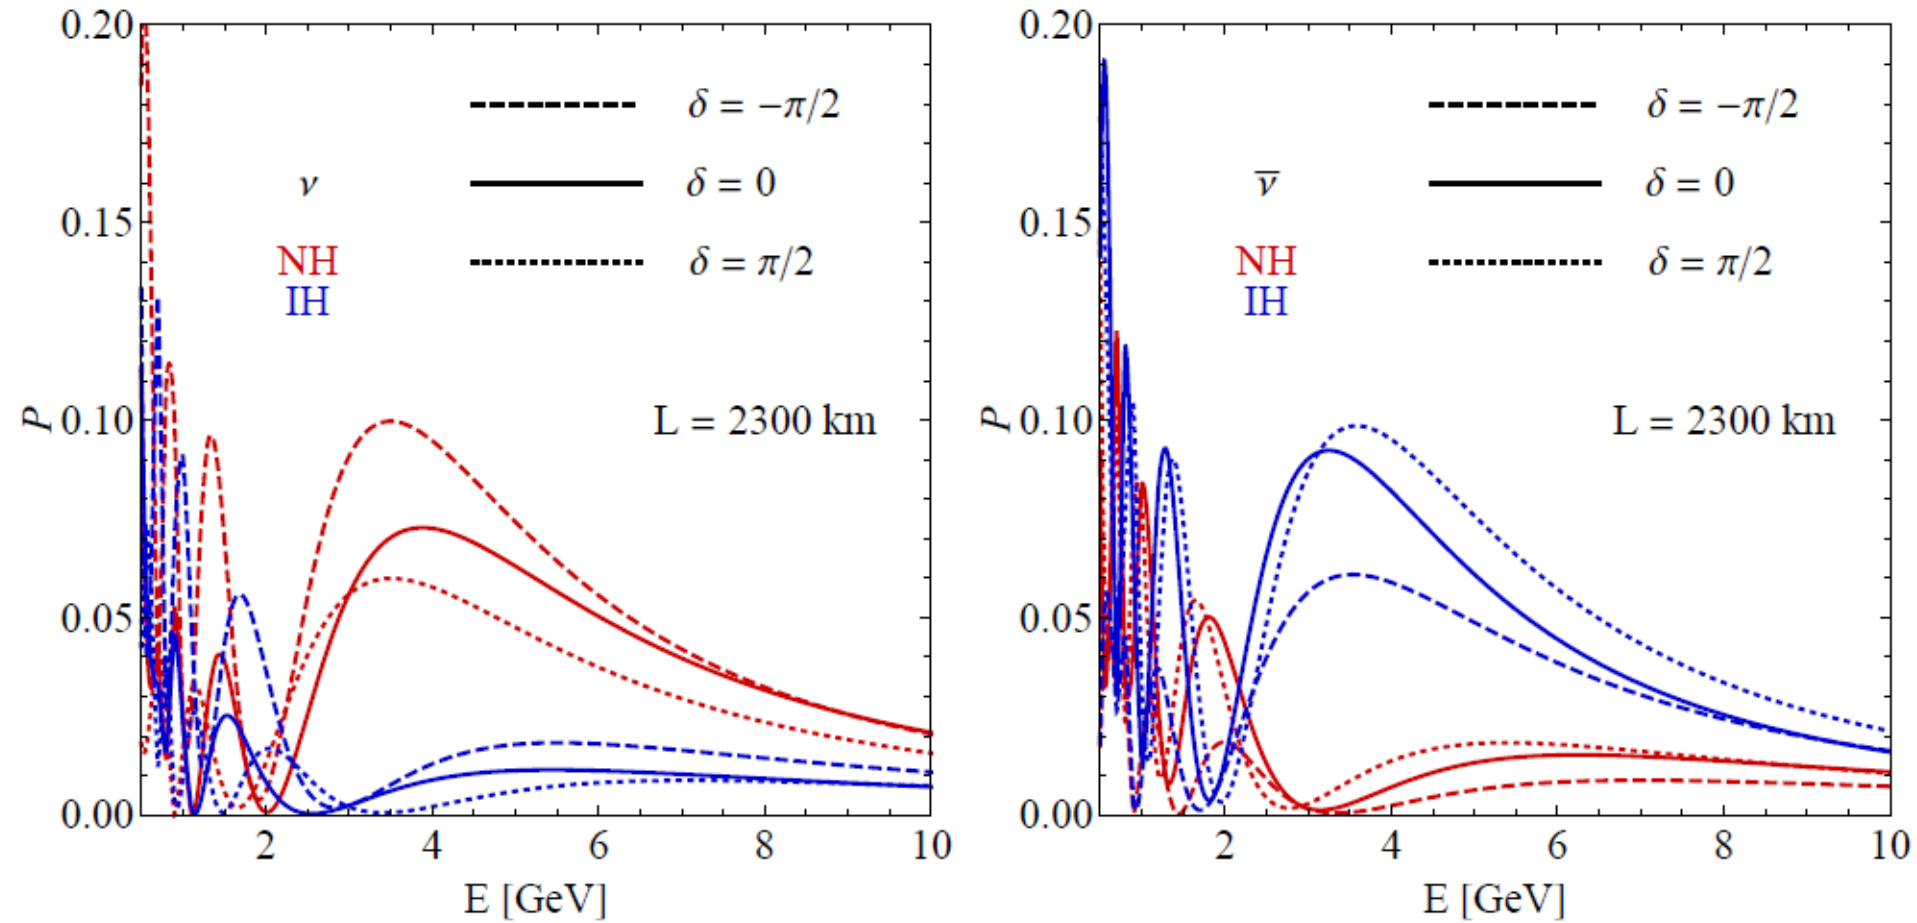 0.20
0.15
0.10
0.05
0.00
P
δ = −π/2
ν
δ = 0
NH
δ = π/2
IH
L = 2300 km
2 4 6 8 10
E [GeV]
0.20
0.15
0.10
0.05
0.00
P
δ = −π/2
ν̅
δ = 0
NH
δ = π/2
IH
L = 2300 km
2 4 6 8 10
E [GeV]